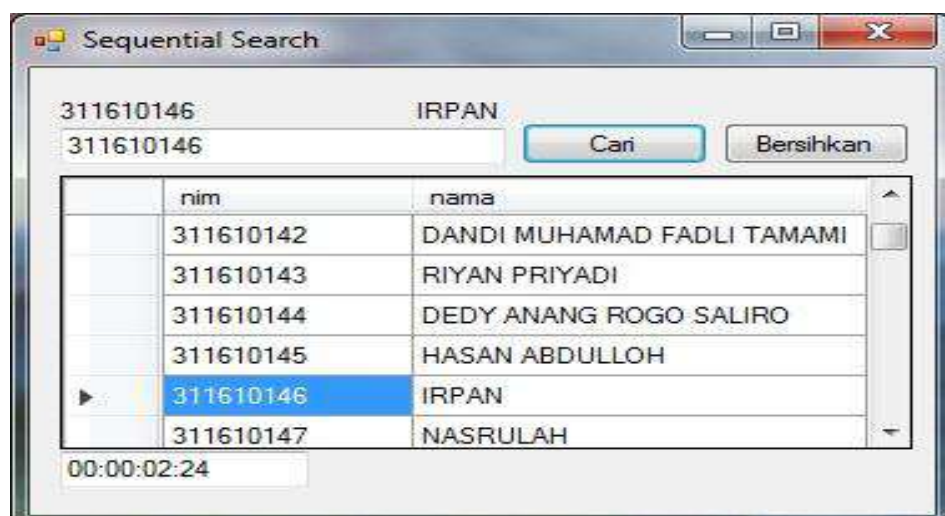 Sequential Search
311610146 IRPAN
311610146 Cari Bersihkan
nim nama
311610142 DANDI MUHAMAD FADLI TAMAMI
311610143 RIYAN PRIYADI
311610144 DEDY ANANG ROGO SALIRO
311610145 HASAN ABDULLOH
311610146 IRPAN
311610147 NASRULAH
00:00:02:24